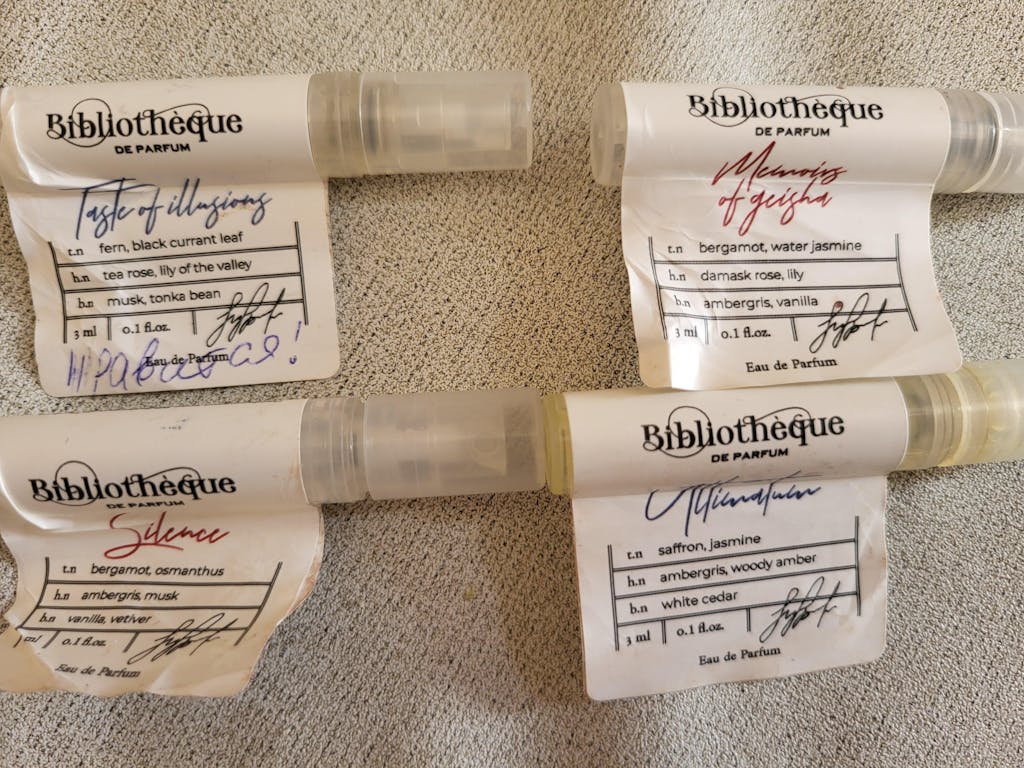 Bibliothèque
DE PARFUM
Taste of illusions
t.n fern, black currant leaf
h.n tea rose, lily of the valley
b.n musk, tonka bean
3 ml 0.1 fl.oz.
Eau de Parfum
нравится!
Bibliothèque
DE PARFUM
Memoirs
of geisha
t.n bergamot, water jasmine
h.n damask rose, lily
b.n ambergris, vanilla
3 ml 0.1 fl.oz.
Eau de Parfum
Bibliothèque
DE PARFUM
Silence
t.n bergamot, osmanthus
h.n ambergris, musk
b.n vanilla, vetiver
ml 0.1 fl.oz.
Eau de Parfum
Bibliothèque
DE PARFUM
t.n saffron, jasmine
h.n ambergris, woody amber
b.n white cedar
3 ml 0.1 fl.oz.
Eau de Parfum